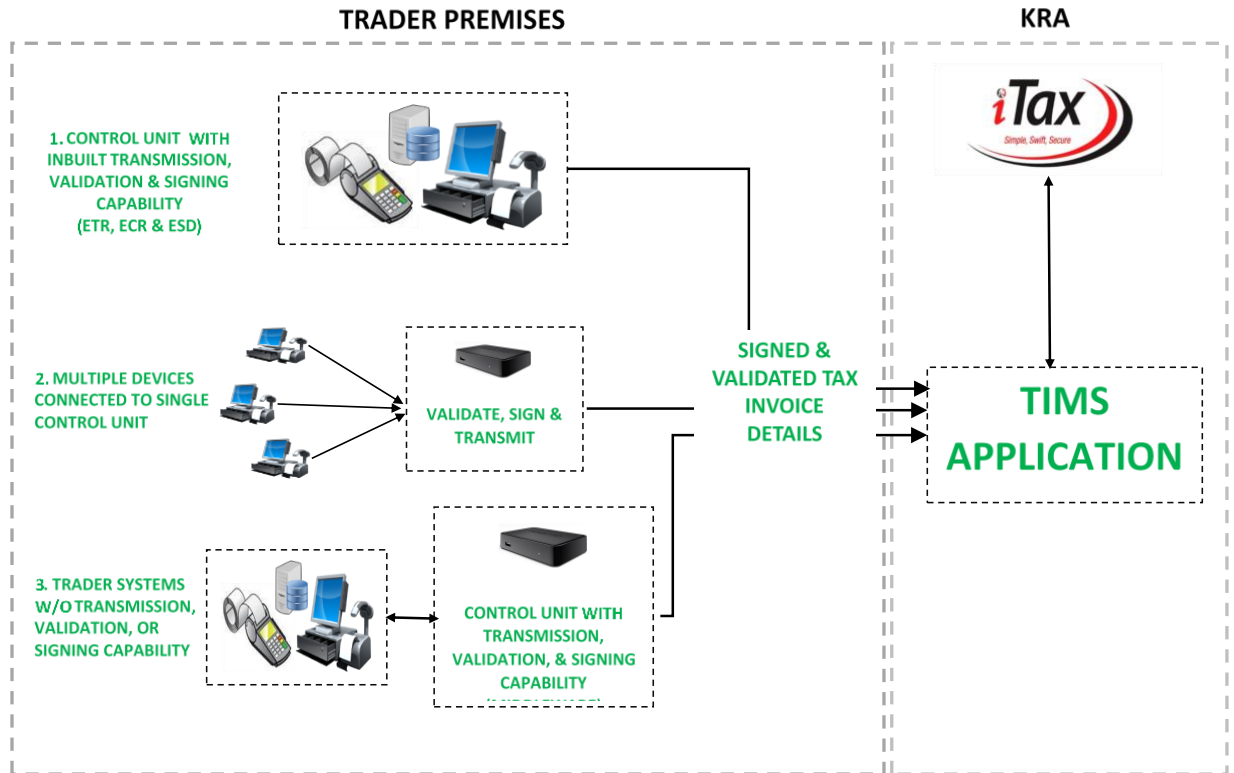 TRADER PREMISES
KRA
1. CONTROL UNIT WITH
INBUILT TRANSMISSION,
VALIDATION & SIGNING
CAPABILITY
(ETR, ECR & ESD)
iTax
Simple, Swift, Secure
2. MULTIPLE DEVICES
CONNECTED TO SINGLE
CONTROL UNIT
VALIDATE, SIGN &
TRANSMIT
SIGNED &
VALIDATED TAX
INVOICE
DETAILS
TIMS
APPLICATION
3. TRADER SYSTEMS
W/O TRANSMISSION,
VALIDATION, OR
SIGNING CAPABILITY
CONTROL UNIT WITH
TRANSMISSION,
VALIDATION, & SIGNING
CAPABILITY